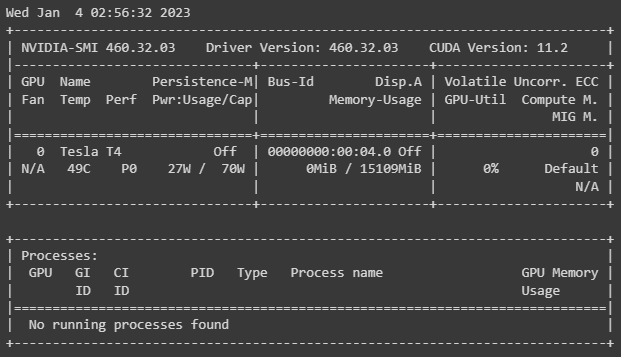 Wed Jan  4 02:56:32 2023
+-----------------------------------------------------------------------------+
| NVIDIA-SMI 460.32.03    Driver Version: 460.32.03    CUDA Version: 11.2     |
|-------------------------------+----------------------+----------------------+
| GPU  Name        Persistence-M| Bus-Id        Disp.A | Volatile Uncorr. ECC |
| Fan  Temp  Perf  Pwr:Usage/Cap|         Memory-Usage | GPU-Util  Compute M. |
|                               |                      |               MIG M. |
|===============================+======================+======================|
|   0  Tesla T4            Off  | 00000000:00:04.0 Off |                    0 |
| N/A   49C    P0    27W /  70W |      0MiB / 15109MiB |      0%      Default |
|                               |                      |                  N/A |
+-------------------------------+----------------------+----------------------+

+-----------------------------------------------------------------------------+
| Processes:                                                                  |
|  GPU   GI   CI        PID   Type   Process name                  GPU Memory |
|        ID   ID                                                   Usage      |
|=============================================================================|
|  No running processes found                                                 |
+-----------------------------------------------------------------------------+